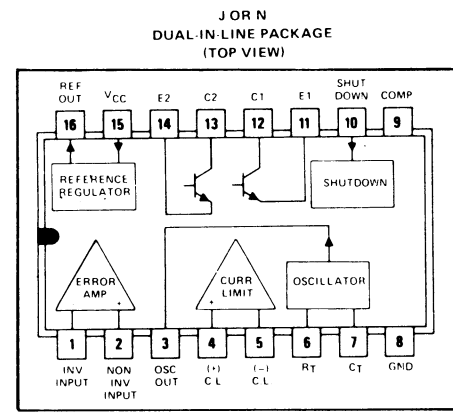 J OR N
DUAL-IN-LINE PACKAGE
(TOP VIEW)
REF OUT VCC E2 C2 C1 E1 SHUT DOWN COMP
16 15 14 13 12 11 10 9
REFERENCE
REGULATOR
SHUTDOWN
ERROR
AMP
- +
CURR
LIMIT
+ -
OSCILLATOR
1 2 3 4 5 6 7 8
INV
INPUT
NON
INV
INPUT
OSC
OUT
(+)
C L
(−)
C L
RT
CT
GND